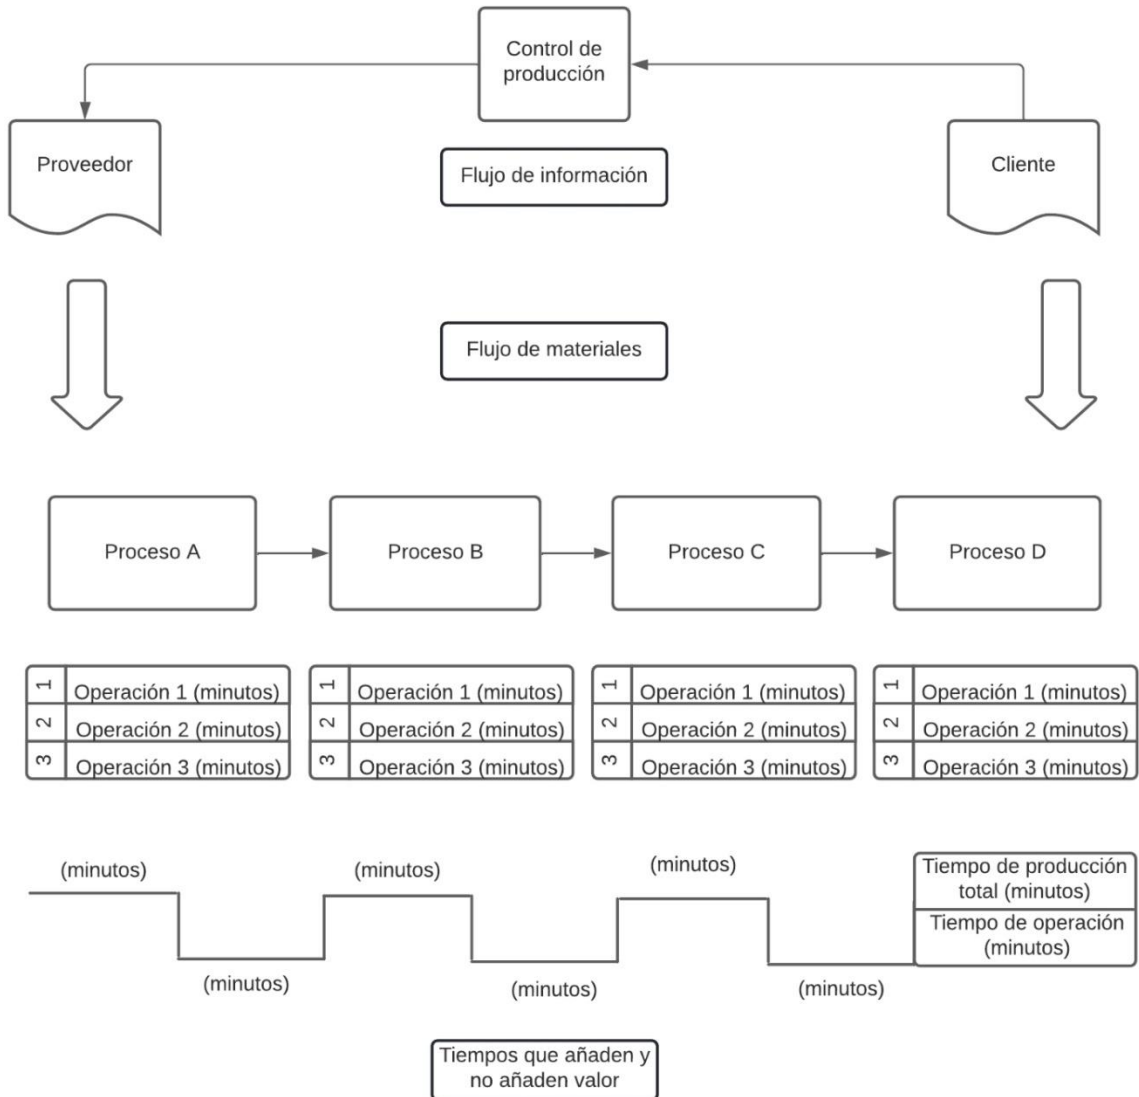 Control de
producción
Proveedor
Cliente
Flujo de información
Flujo de materiales
Proceso A
Proceso B
Proceso C
Proceso D
1
Operación 1 (minutos)
2
Operación 2 (minutos)
3
Operación 3 (minutos)
1
Operación 1 (minutos)
2
Operación 2 (minutos)
3
Operación 3 (minutos)
1
Operación 1 (minutos)
2
Operación 2 (minutos)
3
Operación 3 (minutos)
1
Operación 1 (minutos)
2
Operación 2 (minutos)
3
Operación 3 (minutos)
(minutos)
(minutos)
(minutos)
(minutos)
(minutos)
(minutos)
Tiempo de producción
total (minutos)
Tiempo de operación
(minutos)
Tiempos que añaden y
no añaden valor